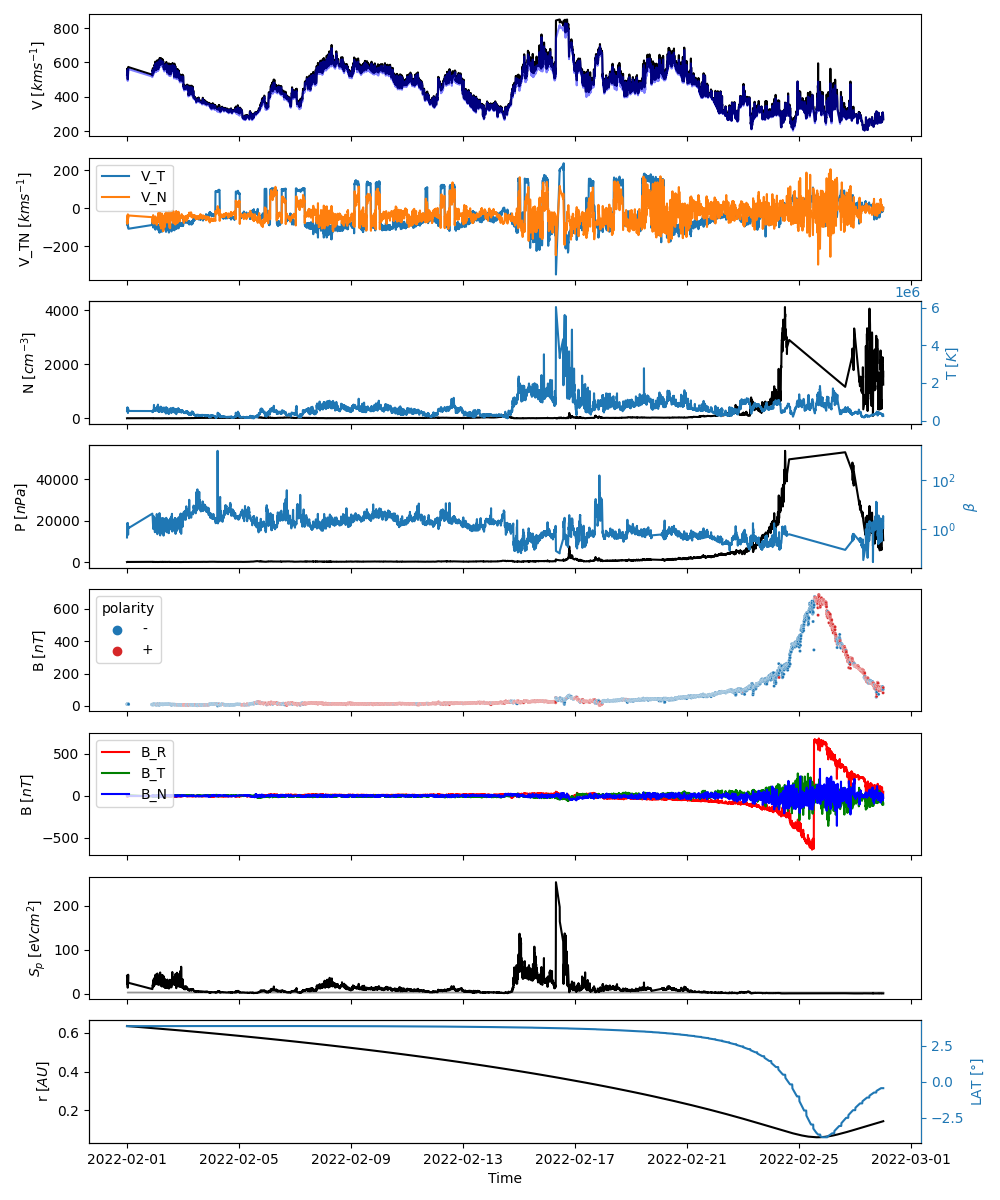 V [kms⁻¹]
800
600
400
200
V_TN [kms⁻¹]
200
0
−200
V_T
V_N
N [cm⁻³]
4000
2000
0
1e6
6
4
2
0
T [K]
P [nPa]
40000
20000
0
10²
10⁰
β
B [nT]
600
400
200
0
polarity
-
+
B [nT]
500
0
−500
B_R
B_T
B_N
Sₚ [eVcm²]
200
100
0
r [AU]
0.6
0.4
0.2
2.5
0.0
−2.5
LAT [°]
2022-02-01 2022-02-05 2022-02-09 2022-02-13 2022-02-17 2022-02-21 2022-02-25 2022-03-01
Time